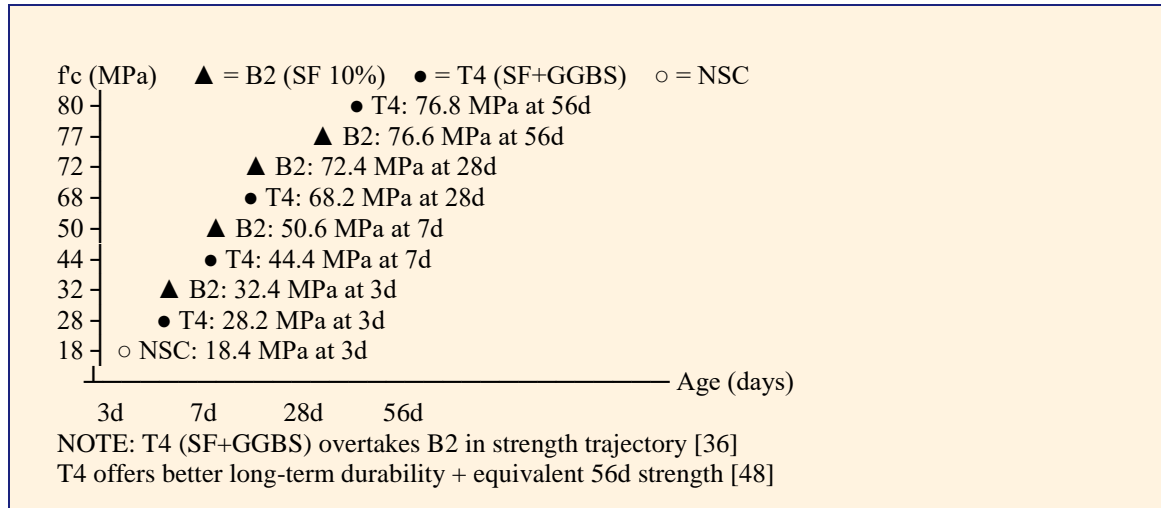 f'c (MPa) ▲ = B2 (SF 10%) ● = T4 (SF+GGBS) ○ = NSC
80 ● T4: 76.8 MPa at 56d
77 ▲ B2: 76.6 MPa at 56d
72 ▲ B2: 72.4 MPa at 28d
68 ● T4: 68.2 MPa at 28d
50 ▲ B2: 50.6 MPa at 7d
44 ● T4: 44.4 MPa at 7d
32 ▲ B2: 32.4 MPa at 3d
28 ● T4: 28.2 MPa at 3d
18 ○ NSC: 18.4 MPa at 3d
Age (days)
3d 7d 28d 56d
NOTE: T4 (SF+GGBS) overtakes B2 in strength trajectory [36]
T4 offers better long-term durability + equivalent 56d strength [48]